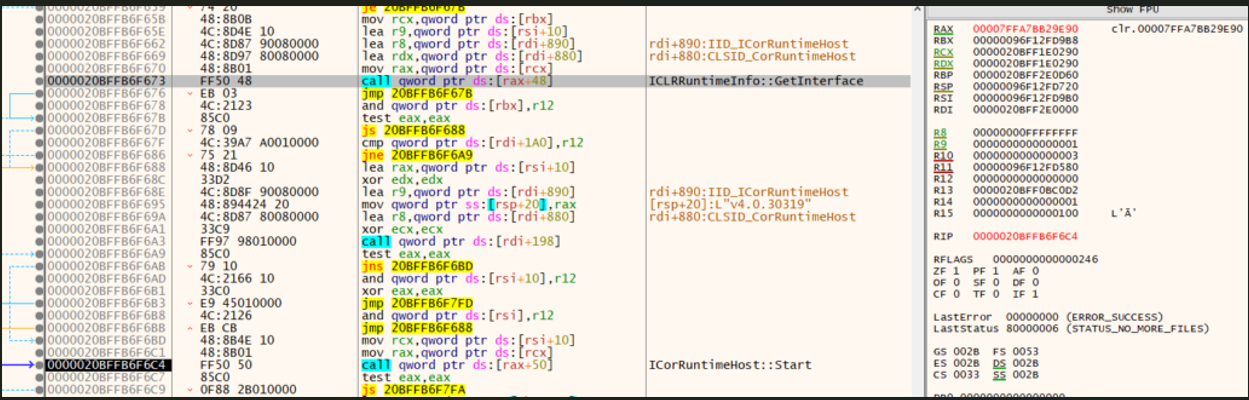 0000020BFFB6F659 74 20 je 20BFFB6F67B
0000020BFFB6F65B 48:8B0B mov rcx,qword ptr ds:[rbx]
0000020BFFB6F65E 4C:8D4E 10 lea r9,qword ptr ds:[rsi+10]
0000020BFFB6F662 4C:8D87 90080000 lea r8,qword ptr ds:[rdi+890] rdi+890:IID_ICorRuntimeHost
0000020BFFB6F669 48:8D97 80080000 lea rdx,qword ptr ds:[rdi+880] rdi+880:CLSID_CorRuntimeHost
0000020BFFB6F670 48:8B01 mov rax,qword ptr ds:[rcx]
0000020BFFB6F673 FF50 48 call qword ptr ds:[rax+48] ICLRRuntimeInfo::GetInterface
0000020BFFB6F676 EB 03 jmp 20BFFB6F67B
0000020BFFB6F678 4C:2123 and qword ptr ds:[rbx],r12
0000020BFFB6F67B 85C0 test eax,eax
0000020BFFB6F67D 78 09 js 20BFFB6F688
0000020BFFB6F67F 4C:39A7 A0010000 cmp qword ptr ds:[rdi+1A0],r12
0000020BFFB6F686 75 21 jne 20BFFB6F6A9
0000020BFFB6F688 48:8D46 10 lea rax,qword ptr ds:[rsi+10]
0000020BFFB6F68C 33D2 xor edx,edx
0000020BFFB6F68E 4C:8D8F 90080000 lea r9,qword ptr ds:[rdi+890] rdi+890:IID_ICorRuntimeHost
0000020BFFB6F695 48:894424 20 mov qword ptr ss:[rsp+20],rax [rsp+20]:L"v4.0.30319"
0000020BFFB6F69A 4C:8D87 80080000 lea r8,qword ptr ds:[rdi+880] rdi+880:CLSID_CorRuntimeHost
0000020BFFB6F6A1 33C9 xor ecx,ecx
0000020BFFB6F6A3 FF97 98010000 call qword ptr ds:[rdi+198]
0000020BFFB6F6A9 85C0 test eax,eax
0000020BFFB6F6AB 79 10 jns 20BFFB6F6BD
0000020BFFB6F6AD 4C:2166 10 and qword ptr ds:[rsi+10],r12
0000020BFFB6F6B1 33C0 xor eax,eax
0000020BFFB6F6B3 E9 45010000 jmp 20BFFB6F7FD
0000020BFFB6F6B8 4C:2126 and qword ptr ds:[rsi],r12
0000020BFFB6F6BB EB CB jmp 20BFFB6F688
0000020BFFB6F6BD 48:8B4E 10 mov rcx,qword ptr ds:[rsi+10]
0000020BFFB6F6C1 48:8B01 mov rax,qword ptr ds:[rcx]
0000020BFFB6F6C4 FF50 50 call qword ptr ds:[rax+50] ICorRuntimeHost::Start
0000020BFFB6F6C7 85C0 test eax,eax
0000020BFFB6F6C9 0F88 2B010000 js 20BFFB6F7FA
Show FPU
RAX 00007FFA7BB29E90 clr.00007FFA7BB29E90
RBX 00000096F12FD9B8
RCX 0000020BFF1E0290
RDX 0000020BFF1E0290
RBP 0000020BFF2E0D60
RSP 00000096F12FD720
RSI 00000096F12FD9B0
RDI 0000020BFF2E0000
R8 00000000FFFFFFFF
R9 0000000000000001
R10 0000000000000003
R11 00000096F12FD580
R12 0000000000000000
R13 0000020BFF0BC0D2
R14 0000000000000001
R15 0000000000000100 L'Ā'
RIP 0000020BFFB6F6C4
RFLAGS 0000000000000246
ZF 1 PF 1 AF 0
OF 0 SF 0 DF 0
CF 0 TF 0 IF 1
LastError 00000000 (ERROR_SUCCESS)
LastStatus 80000006 (STATUS_NO_MORE_FILES)
GS 002B FS 0053
ES 002B DS 002B
CS 0033 SS 002B